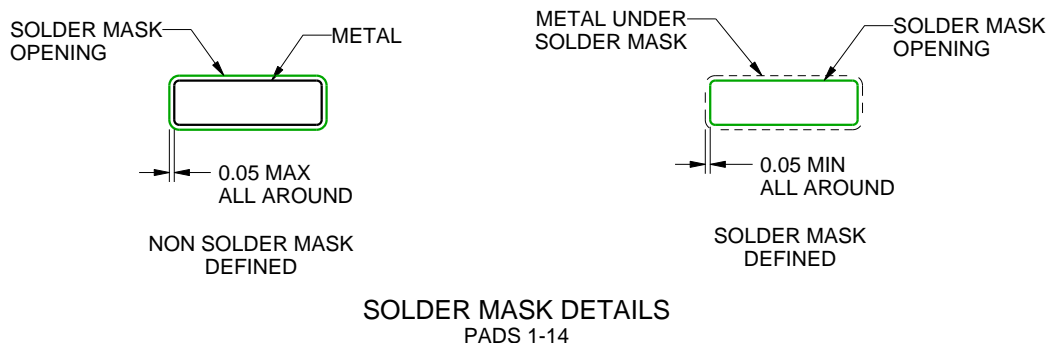 SOLDER MASK
OPENING
METAL
0.05 MAX
ALL AROUND
NON SOLDER MASK
DEFINED
METAL UNDER
SOLDER MASK
SOLDER MASK
OPENING
0.05 MIN
ALL AROUND
SOLDER MASK
DEFINED
SOLDER MASK DETAILS
PADS 1-14